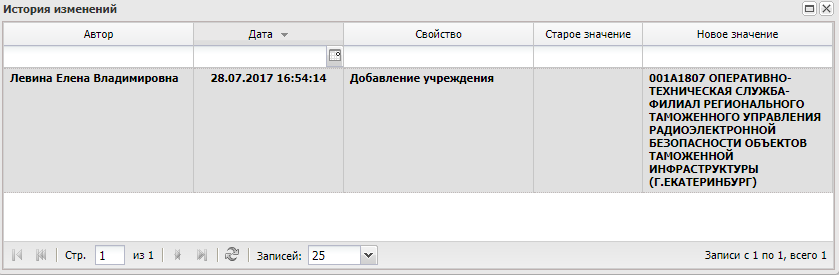 История изменений
Автор
Дата
Свойство
Старое значение
Новое значение
Левина Елена Владимировна
28.07.2017 16:54:14
Добавление учреждения
001А1807 ОПЕРАТИВНО-
ТЕХНИЧЕСКАЯ СЛУЖБА-
ФИЛИАЛ РЕГИОНАЛЬНОГО
ТАМОЖЕННОГО УПРАВЛЕНИЯ
РАДИОЭЛЕКТРОННОЙ
БЕЗОПАСНОСТИ ОБЪЕКТОВ
ТАМОЖЕННОЙ
ИНФРАСТРУКТУРЫ
(Г.ЕКАТЕРИНБУРГ)
Стр. 1 из 1
Записей: 25
Записи с 1 по 1, всего 1